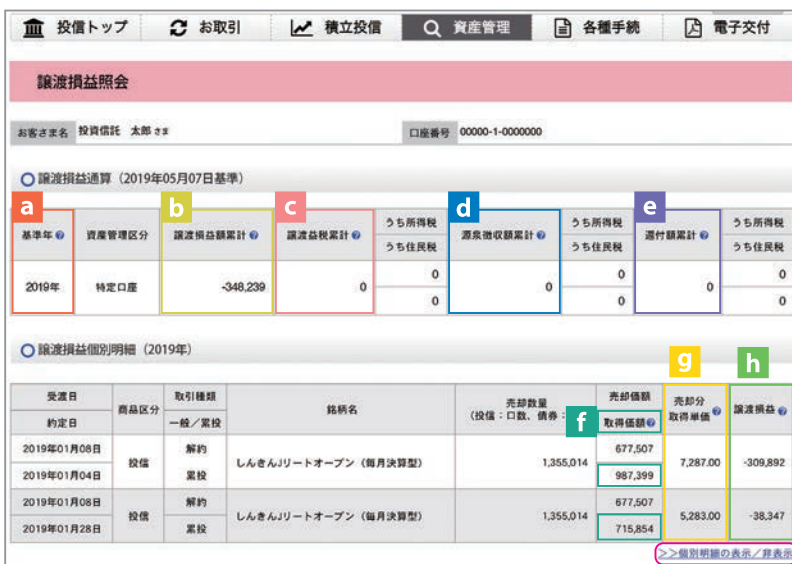 投信トップ お取引 積立投信 資産管理 各種手続 電子交付
譲渡損益照会
お客さま名 投資信託 太郎 さま 口座番号 00000-1-0000000
譲渡損益通算（2019年05月07日基準）
a b c d e
基準年 資産管理区分 譲渡損益額累計 譲渡益税累計 うち所得税 源泉徴収額累計 うち所得税 還付額累計 うち所得税
うち住民税 うち住民税 うち住民税
2019年 特定口座 -348,239 0 0 0 0 0 0
0 0 0
譲渡損益個別明細（2019年）
g h
受渡日 商品区分 取引種類 銘柄名 売却数量 売却価額 売却分 譲渡損益
（投信：口数、債券： 取得単価
約定日 一般／累投 f 取得価額
2019年01月08日 投信 解約 しんきんJリートオープン（毎月決算型） 1,355,014 677,507 7,287.00 -309,892
2019年01月04日 累投 987,399
2019年01月08日 投信 解約 しんきんJリートオープン（毎月決算型） 1,355,014 677,507 5,283.00 -38,347
2019年01月28日 累投 715,854
>>個別明細の表示／非表示